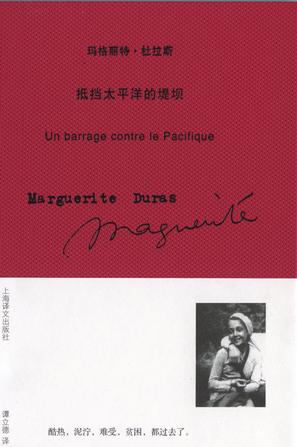 玛格丽特·杜拉斯
抵挡太平洋的堤坝
Un barrage contre le Pacifique
Marguerite Duras
Marguerite
上海译文出版社
谭立德 译
酷热，泥泞，难受，贫困，都过去了。